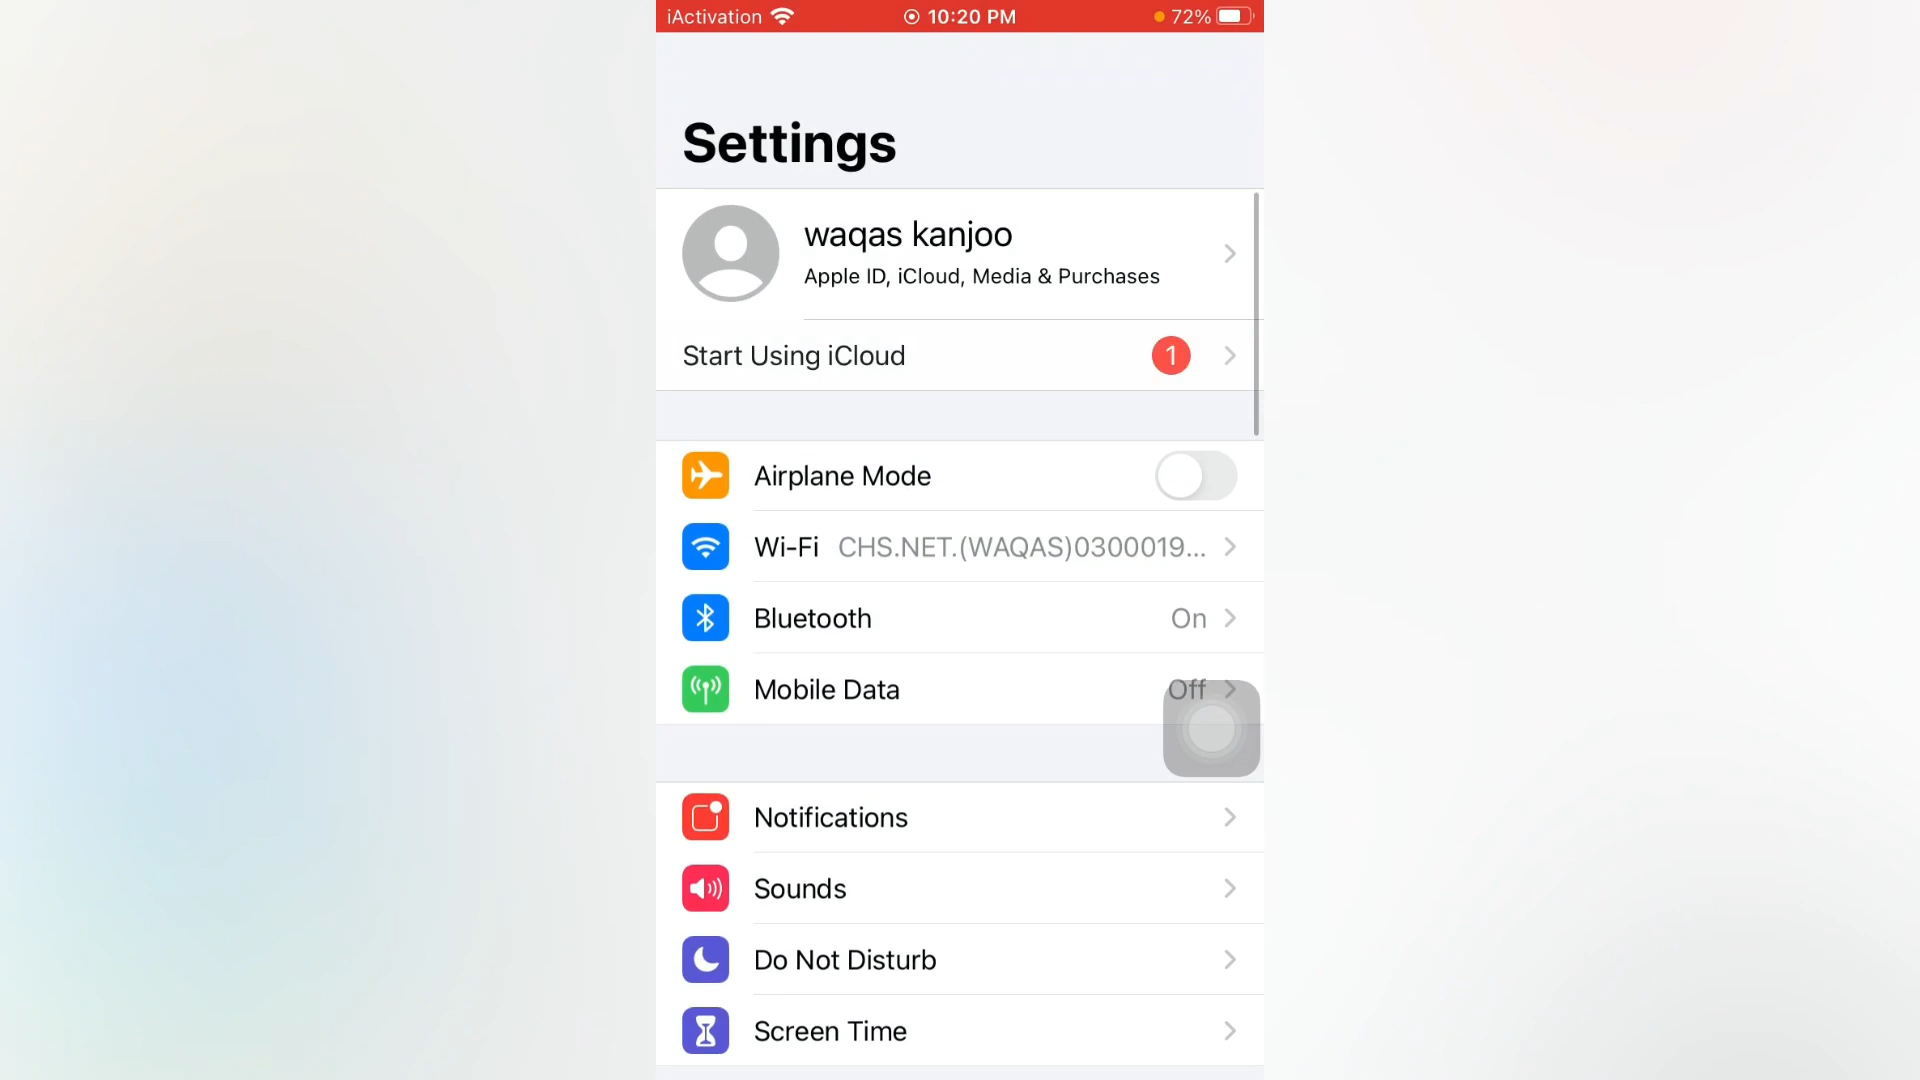 iActivation 10:20 PM 72%
Settings
waqas kanjoo
Apple ID, iCloud, Media & Purchases
Start Using iCloud 1
Airplane Mode
Wi-Fi CHS.NET.(WAQAS)0300019...
Bluetooth On
Mobile Data Off
Notifications
Sounds
Do Not Disturb
Screen Time